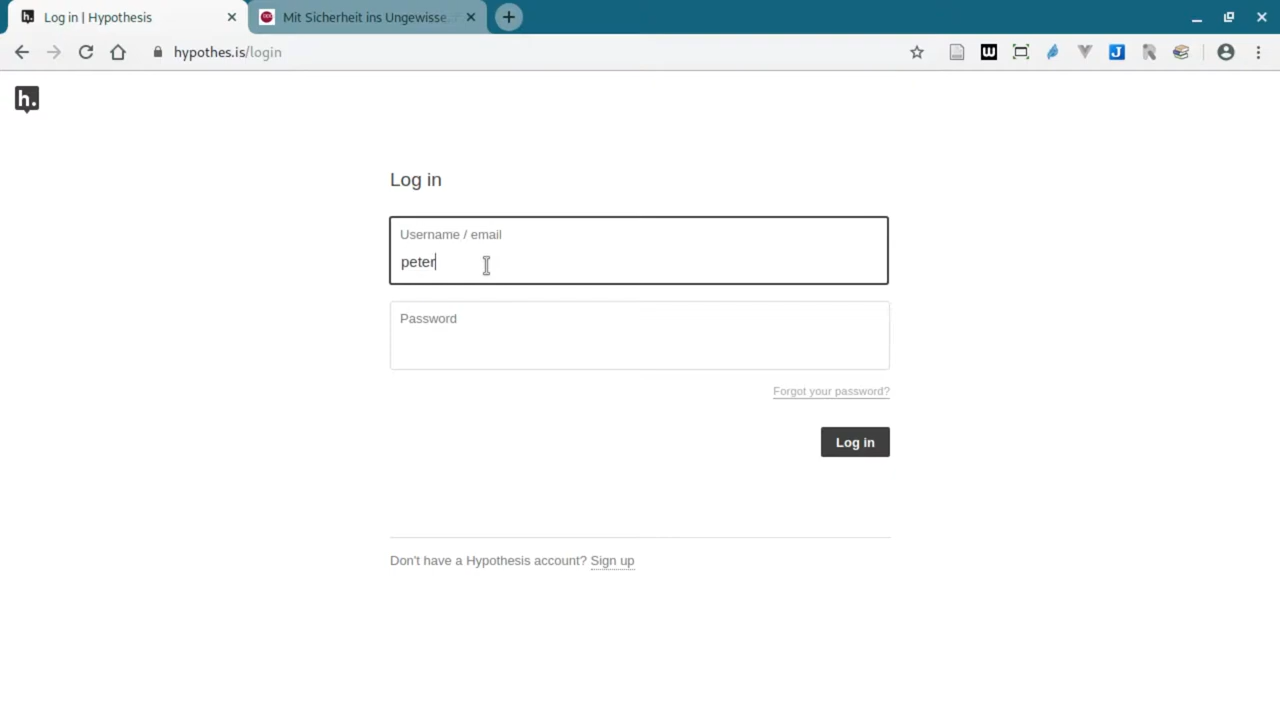 Log in | Hypothesis
Mit Sicherheit ins Ungewisse.
hypothes.is/login
h.
Log in
Username / email
peter
Password
Forgot your password?
Log in
Don't have a Hypothesis account? Sign up